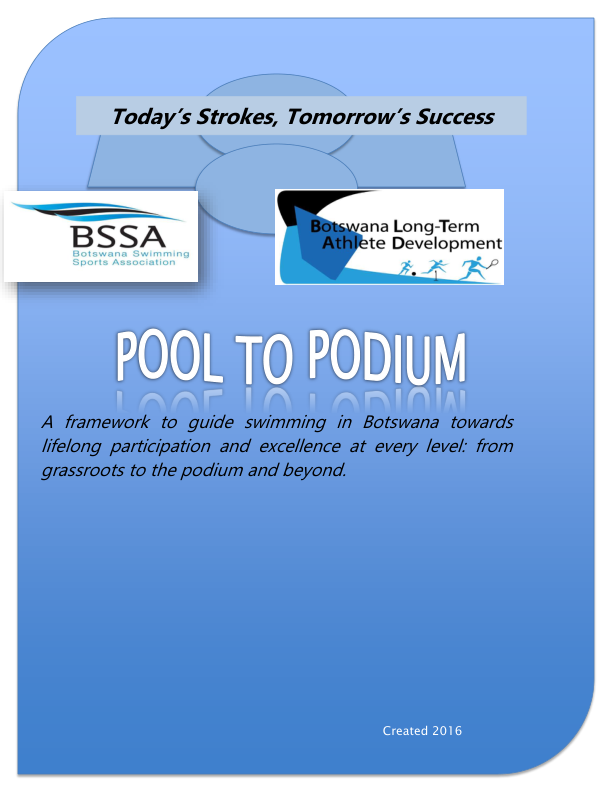 Today's Strokes, Tomorrow's Success
BSSA
Botswana Swimming
Sports Association
Botswana Long-Term
Athlete Development
POOL TO PODIUM
A framework to guide swimming in Botswana towards
lifelong participation and excellence at every level: from
grassroots to the podium and beyond.
Created 2016